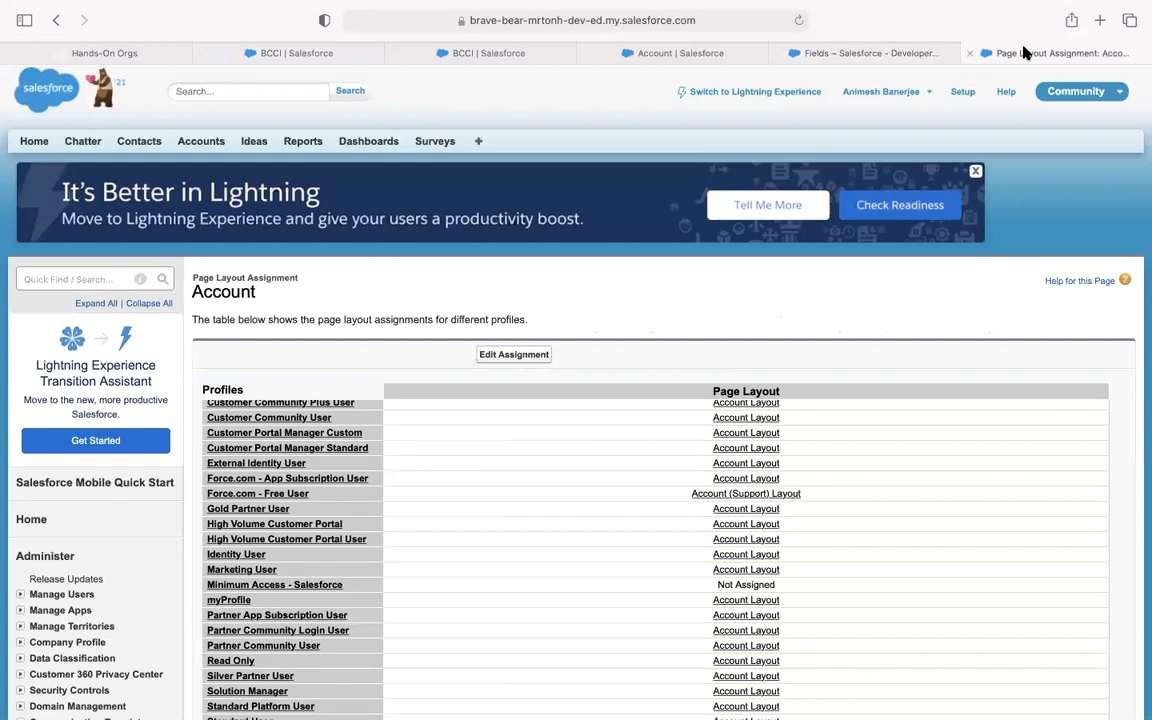 brave-bear-mrtonh-dev-ed.my.salesforce.com
Hands-On Orgs
BCCI | Salesforce
BCCI | Salesforce
Account | Salesforce
Fields ~ Salesforce - Developer...
Page Layout Assignment: Acco...
salesforce
'21
Search...
Search
Switch to Lightning Experience
Animesh Banerjee
Setup
Help
Community
Home
Chatter
Contacts
Accounts
Ideas
Reports
Dashboards
Surveys
+
It's Better in Lightning
Move to Lightning Experience and give your users a productivity boost.
Tell Me More
Check Readiness
X
Quick Find / Search...
Expand All | Collapse All
Lightning Experience
Transition Assistant
Move to the new, more productive
Salesforce.
Get Started
Salesforce Mobile Quick Start
Home
Administer
Release Updates
Manage Users
Manage Apps
Manage Territories
Company Profile
Data Classification
Customer 360 Privacy Center
Security Controls
Domain Management
Page Layout Assignment
Account
Help for this Page
The table below shows the page layout assignments for different profiles.
Edit Assignment
Profiles Page Layout
Customer Community Plus User Account Layout
Customer Community User Account Layout
Customer Portal Manager Custom Account Layout
Customer Portal Manager Standard Account Layout
External Identity User Account Layout
Force.com - App Subscription User Account Layout
Force.com - Free User Account (Support) Layout
Gold Partner User Account Layout
High Volume Customer Portal Account Layout
High Volume Customer Portal User Account Layout
Identity User Account Layout
Marketing User Account Layout
Minimum Access - Salesforce Not Assigned
myProfile Account Layout
Partner App Subscription User Account Layout
Partner Community Login User Account Layout
Partner Community User Account Layout
Read Only Account Layout
Silver Partner User Account Layout
Solution Manager Account Layout
Standard Platform User Account Layout